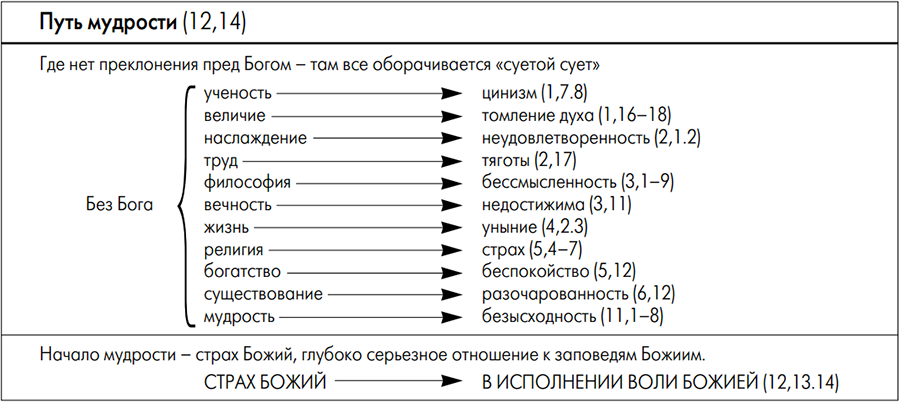 Путь мудрости (12,14)
Где нет преклонения пред Богом – там все оборачивается «суетой сует»
ученость цинизм (1,7.8)
величие томление духа (1,16–18)
наслаждение неудовлетворенность (2,1.2)
труд тяготы (2,17)
философия бессмысленность (3,1–9)
Без Бога вечность недостижима (3,11)
жизнь уныние (4,2.3)
религия страх (5,4–7)
богатство беспокойство (5,12)
существование разочарованность (6,12)
мудрость безысходность (11,1–8)
Начало мудрости – страх Божий, глубоко серьезное отношение к заповедям Божиим.
СТРАХ БОЖИЙ В ИСПОЛНЕНИИ ВОЛИ БОЖИЕЙ (12,13.14)